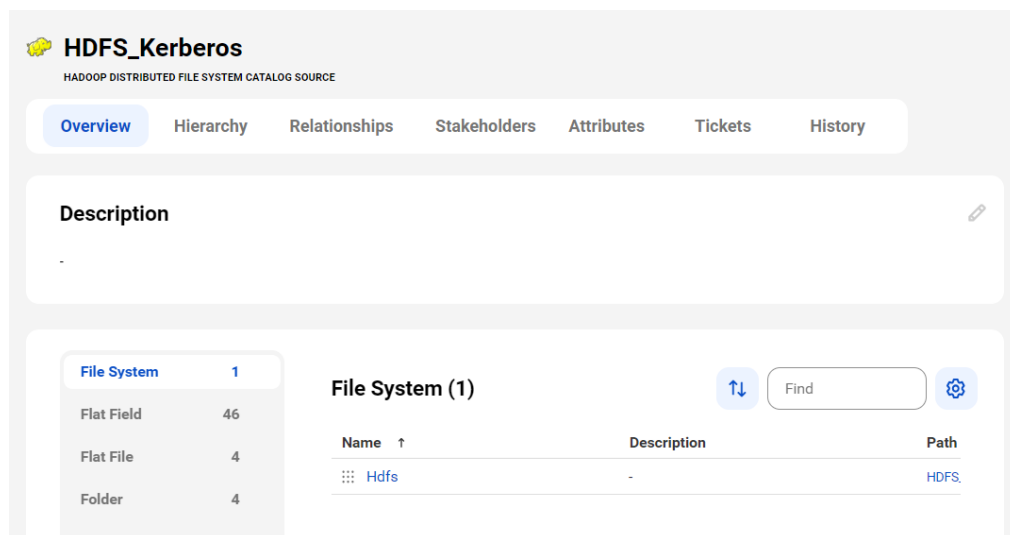 HDFS_Kerberos
HADOOP DISTRIBUTED FILE SYSTEM CATALOG SOURCE
Overview Hierarchy Relationships Stakeholders Attributes Tickets History
Description
-
File System 1
Flat Field 46
Flat File 4
Folder 4
File System (1)
Find
Name ↑ Description Path
Hdfs - HDFS_